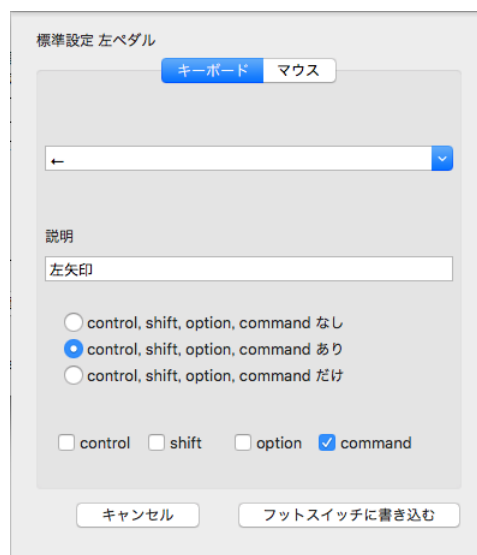 標準設定 左ペダル
キーボード マウス
←
説明
左矢印
control, shift, option, command なし
control, shift, option, command あり
control, shift, option, command だけ
control shift option command
キャンセル フットスイッチに書き込む